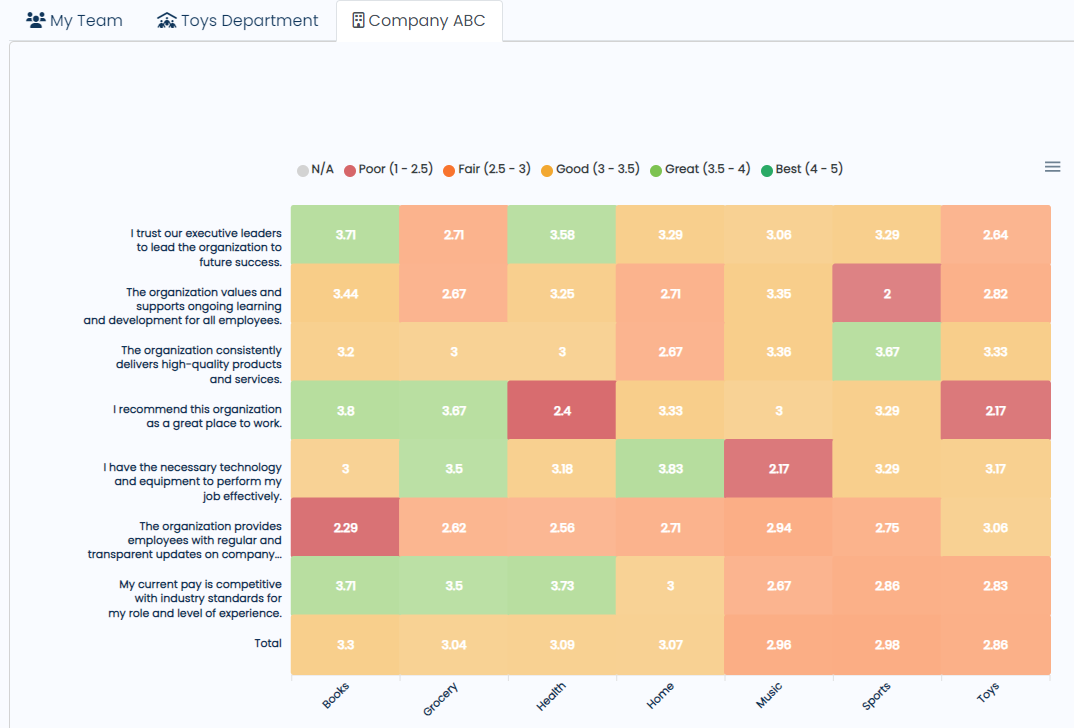 My Team Toys Department Company ABC
N/A Poor (1 - 2.5) Fair (2.5 - 3) Good (3 - 3.5) Great (3.5 - 4) Best (4 - 5)
I trust our executive leaders
to lead the organization to
future success.
3.71 2.71 3.58 3.29 3.06 3.29 2.64
The organization values and
supports ongoing learning
and development for all employees.
3.44 2.67 3.25 2.71 3.35 2 2.82
The organization consistently
delivers high-quality products
and services.
3.2 3 3 2.67 3.36 3.67 3.33
I recommend this organization
as a great place to work.
3.8 3.67 2.4 3.33 3 3.29 2.17
I have the necessary technology
and equipment to perform my
job effectively.
3 3.5 3.18 3.83 2.17 3.29 3.17
The organization provides
employees with regular and
transparent updates on company...
2.29 2.62 2.56 2.71 2.94 2.75 3.06
My current pay is competitive
with industry standards for
my role and level of experience.
3.71 3.5 3.73 3 2.67 2.86 2.83
Total
3.3 3.04 3.09 3.07 2.96 2.98 2.86
Books Grocery Health Home Music Sports Toys